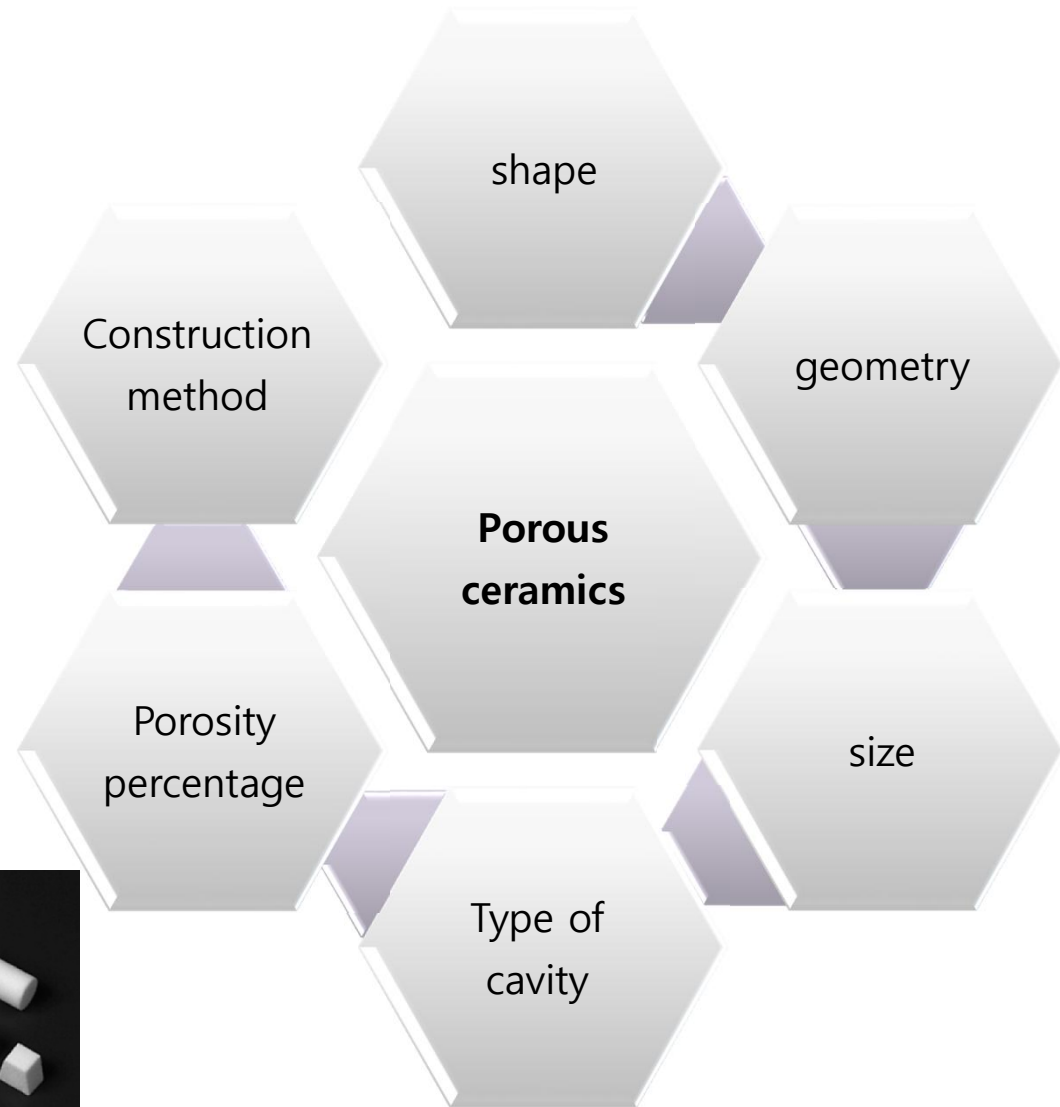 shape
geometry
size
Type of
cavity
Porosity
percentage
Construction
method
Porous
ceramics